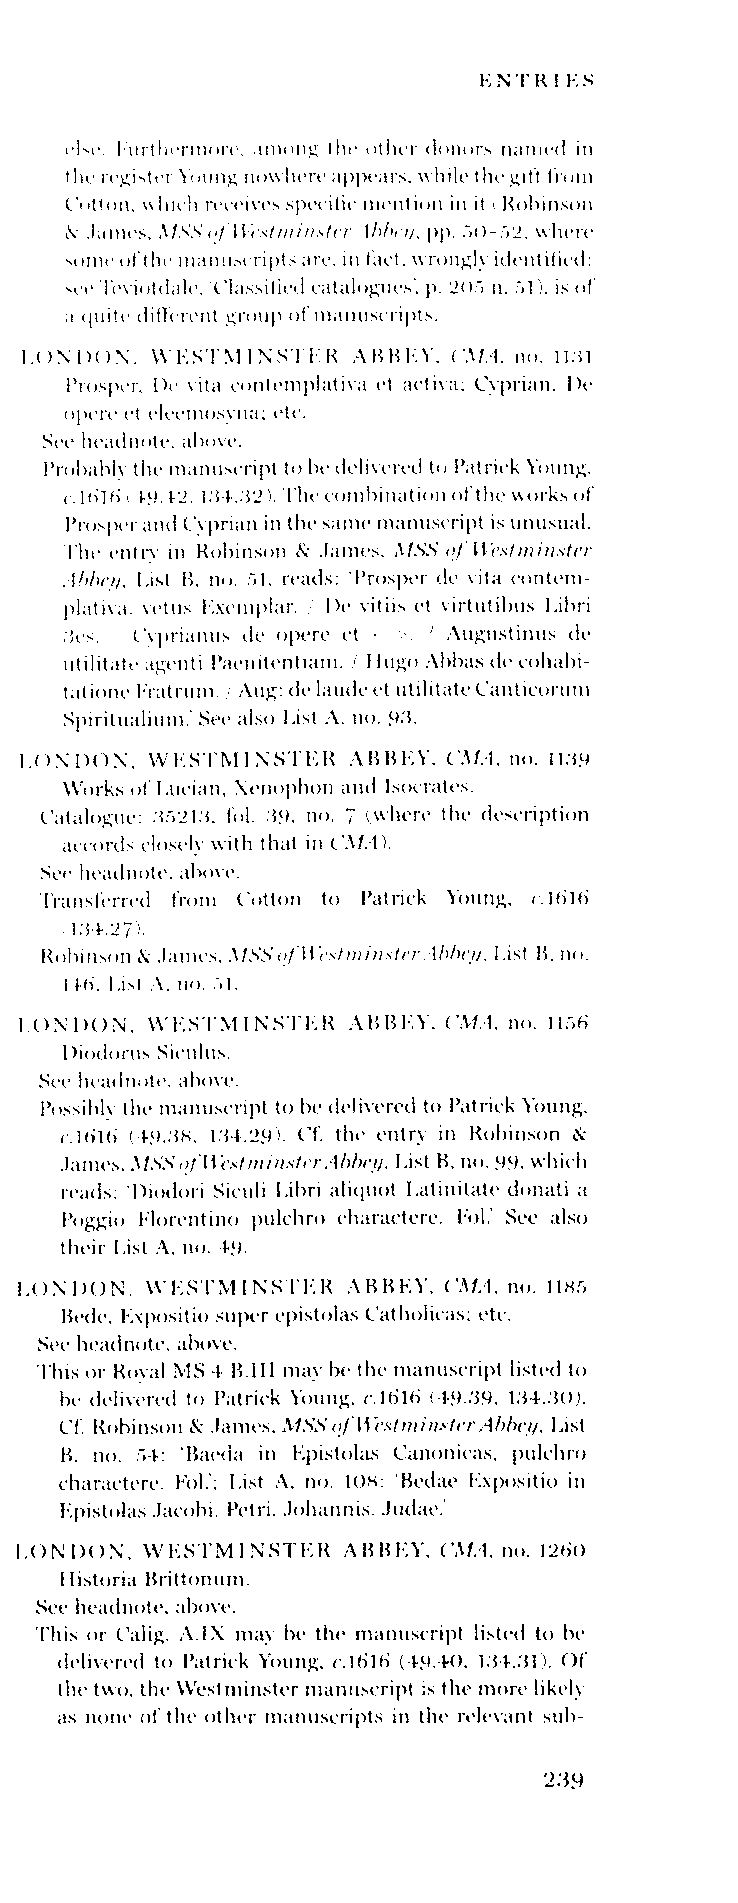 ENTRIES
else. Furthermore, among the other donors named in
the register Young nowhere appears, while the gift from
Cotton, which receives specific mention in it (Robinson
& James, MSS of Westminster Abbey, pp. 50–52, where
some of the manuscripts are, in fact, wrongly identified;
see Teviotdale, 'Classified catalogues', p. 205 n. 51), is of
a quite different group of manuscripts.
LONDON, WESTMINSTER ABBEY, CMA, no. 1131
Prosper, De vita contemplativa et activa; Cyprian, De
opere et eleemosyna; etc.
See headnote, above.
Probably the manuscript to be delivered to Patrick Young,
c.1616 (49.42, 134.32). The combination of the works of
Prosper and Cyprian in the same manuscript is unusual.
The entry in Robinson & James, MSS of Westminster
Abbey, List B, no. 51, reads: 'Prosper de vita contem-
plativa, vetus Exemplar. / De vitiis et virtutibus Libri
3es. Cyprianus de opere et < >. / Augustinus de
utilitate agenti Paenitentiam. / Hugo Abbas de cohabi-
tatione Fratrum. / Aug: de laude et utilitate Canticorum
Spiritualium.' See also List A, no. 93.
LONDON, WESTMINSTER ABBEY, CMA, no. 1139
Works of Lucian, Xenophon and Isocrates.
Catalogue: 35213, fol. 39, no. 7 (where the description
accords closely with that in CMA).
See headnote, above.
Transferred from Cotton to Patrick Young, c.1616
(134.27).
Robinson & James, MSS of Westminster Abbey, List B, no.
146, List A, no. 51.
LONDON, WESTMINSTER ABBEY, CMA, no. 1156
Diodorus Siculus.
See headnote, above.
Possibly the manuscript to be delivered to Patrick Young,
c.1616 (49.38, 134.29). Cf. the entry in Robinson &
James, MSS of Westminster Abbey, List B, no. 99, which
reads: 'Diodori Siculi Libri aliquot Latinitate donati a
Poggio Florentino pulchro charactere. Fol.' See also
their List A, no. 49.
LONDON, WESTMINSTER ABBEY, CMA, no. 1185
Bede, Expositio super epistolas Catholicas; etc.
See headnote, above.
This or Royal MS 4 B.III may be the manuscript listed to
be delivered to Patrick Young, c.1616 (49.39, 134.30).
Cf. Robinson & James, MSS of Westminster Abbey, List
B, no. 54: 'Baeda in Epistolas Canonicas, pulchro
charactere. Fol.'; List A, no. 108: 'Bedae Expositio in
Epistolas Jacobi, Petri, Johannis, Judae.'
LONDON, WESTMINSTER ABBEY, CMA, no. 1260
Historia Brittonum.
See headnote, above.
This or Calig. A.IX may be the manuscript listed to be
delivered to Patrick Young, c.1616 (49.40, 134.31). Of
the two, the Westminster manuscript is the more likely
as none of the other manuscripts in the relevant sub-
239